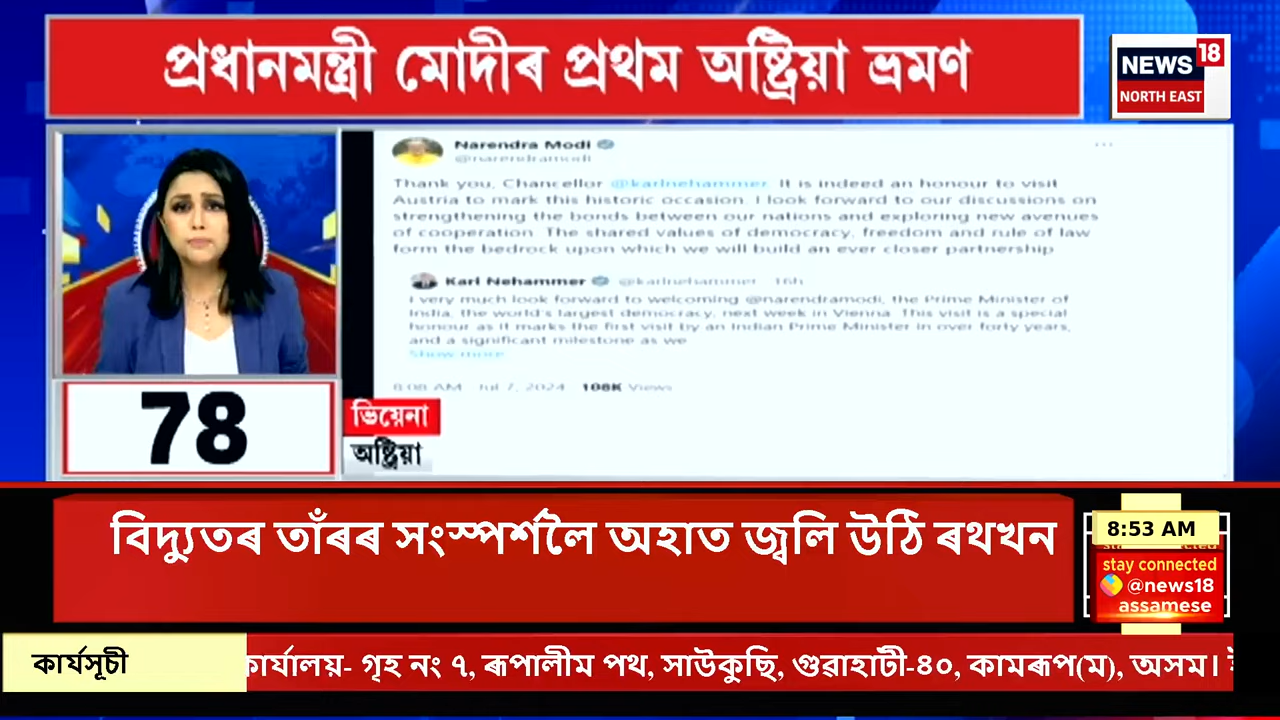 প্ৰধানমন্ত্ৰী মোদীৰ প্ৰথম অষ্ট্ৰিয়া ভ্ৰমণ
NEWS 18
NORTH EAST
Narendra Modi
@narendramodi
Thank you, Chancellor @karlnehammer. It is indeed an honour to visit
Austria to mark this historic occasion. I look forward to our discussions on
strengthening the bonds between our nations and exploring new avenues
of cooperation. The shared values of democracy, freedom and rule of law
form the bedrock upon which we will build an ever closer partnership.
Karl Nehammer @karlnehammer · 16h
I very much look forward to welcoming @narendramodi, the Prime Minister of
India, the world's largest democracy, next week in Vienna. This visit is a special
honour as it marks the first visit by an Indian Prime Minister in over forty years,
and a significant milestone as we
Show more
8:08 AM · Jul 7, 2024 · 108K Views
78
ভিয়েনা
অষ্ট্ৰিয়া
বিদ্যুতৰ তাঁৰৰ সংস্পৰ্শলৈ অহাত জ্বলি উঠি ৰথখন
8:53 AM
stay connected
@news18
assamese
কাৰ্যসূচী
কাৰ্যালয়- গৃহ নং ৭, ৰূপালীম পথ, সাউকুছি, গুৱাহাটী-৪০, কামৰূপ(ম), অসম।